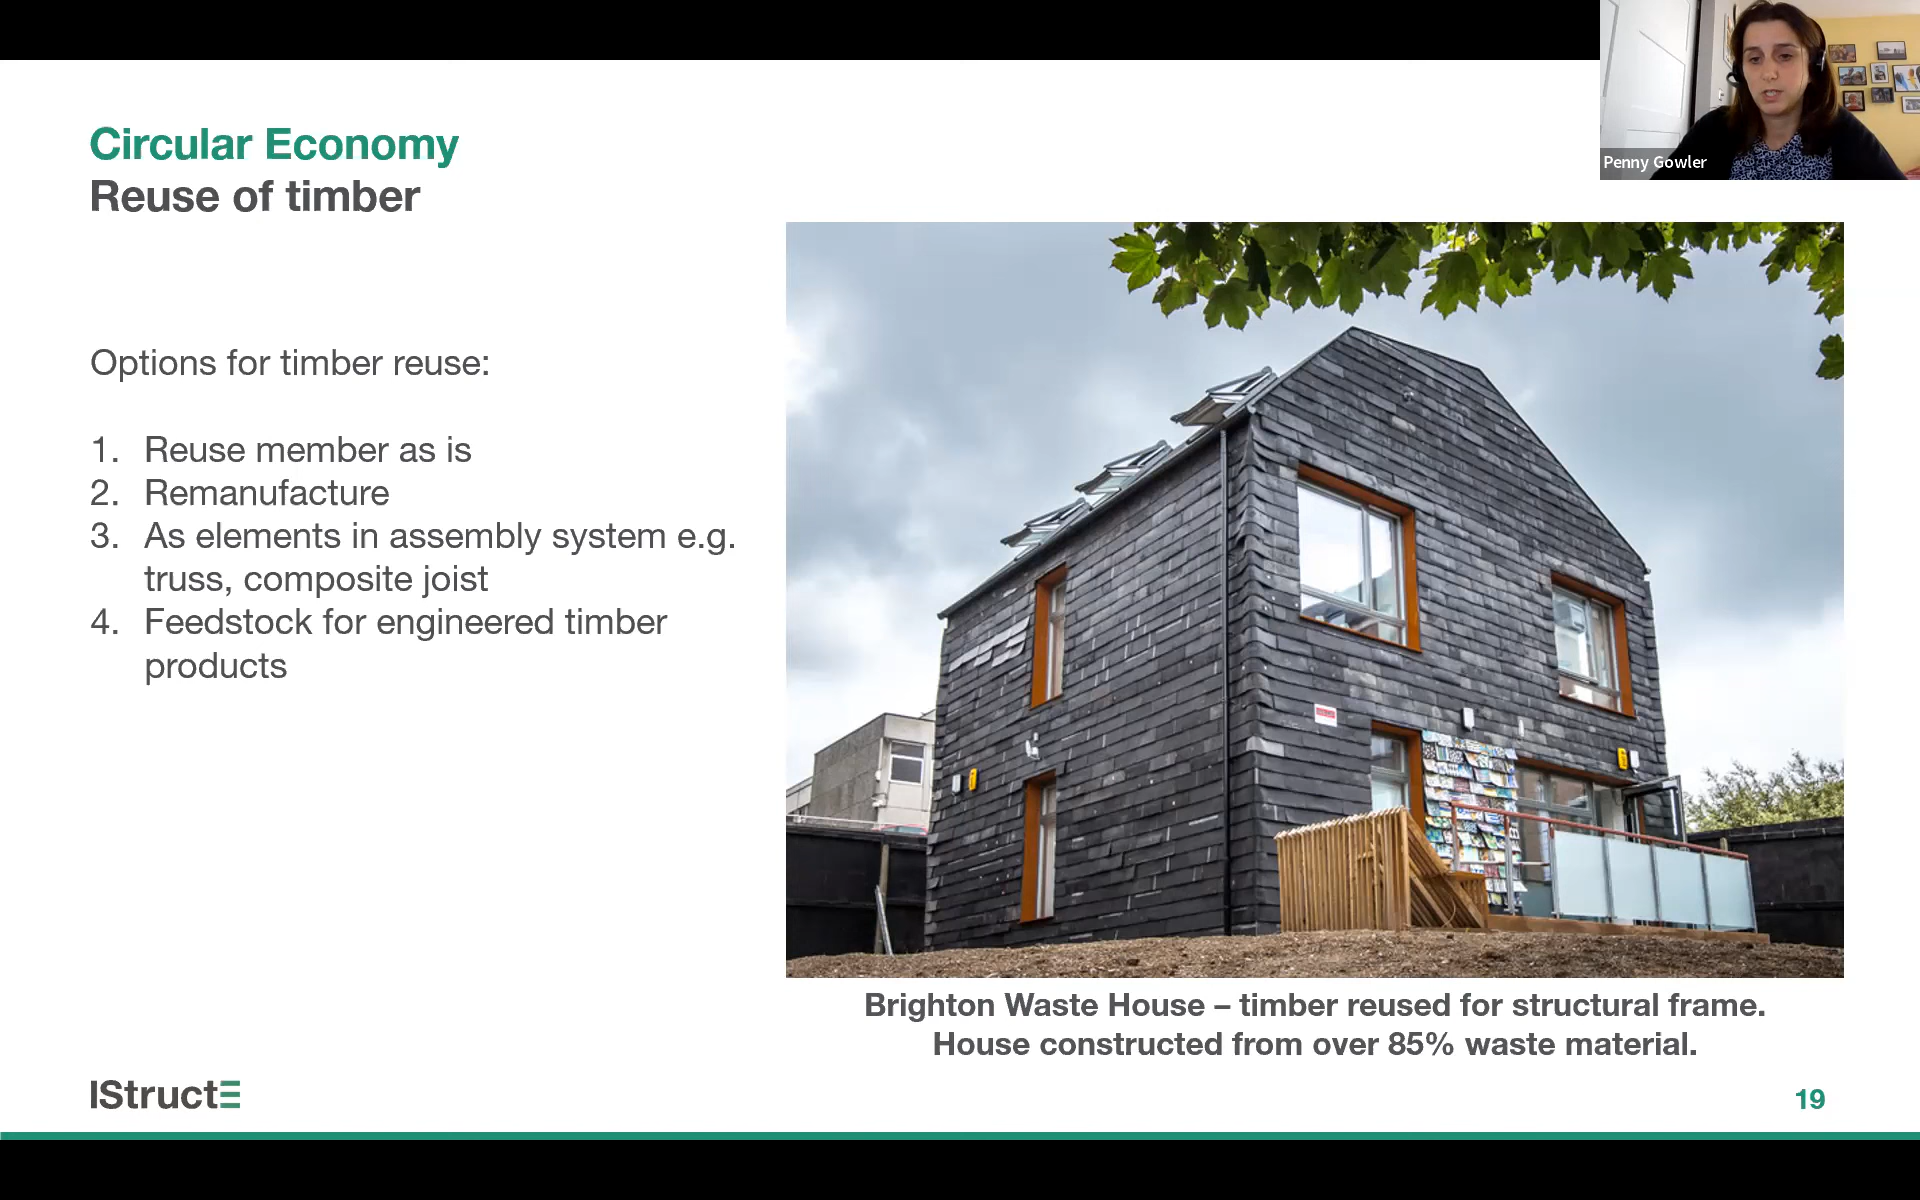 Penny Gowler
Circular Economy
Reuse of timber
Options for timber reuse:
1. Reuse member as is
2. Remanufacture
3. As elements in assembly system e.g.
truss, composite joist
4. Feedstock for engineered timber
products
Brighton Waste House – timber reused for structural frame.
House constructed from over 85% waste material.
IStructE
19